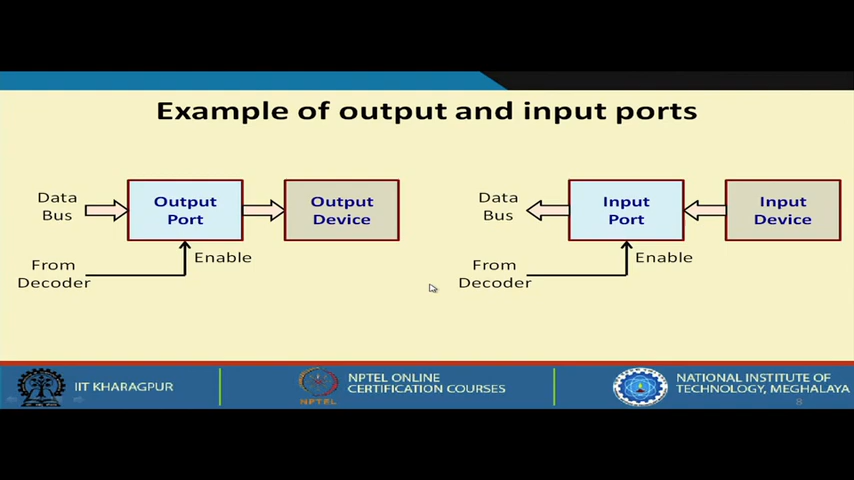 Example of output and input ports
Data
Bus
Output
Port
Output
Device
From
Decoder
Enable
Data
Bus
Input
Port
Input
Device
From
Decoder
Enable
IIT KHARAGPUR
NPTEL
NPTEL ONLINE
CERTIFICATION COURSES
NATIONAL INSTITUTE OF
TECHNOLOGY, MEGHALAYA
8